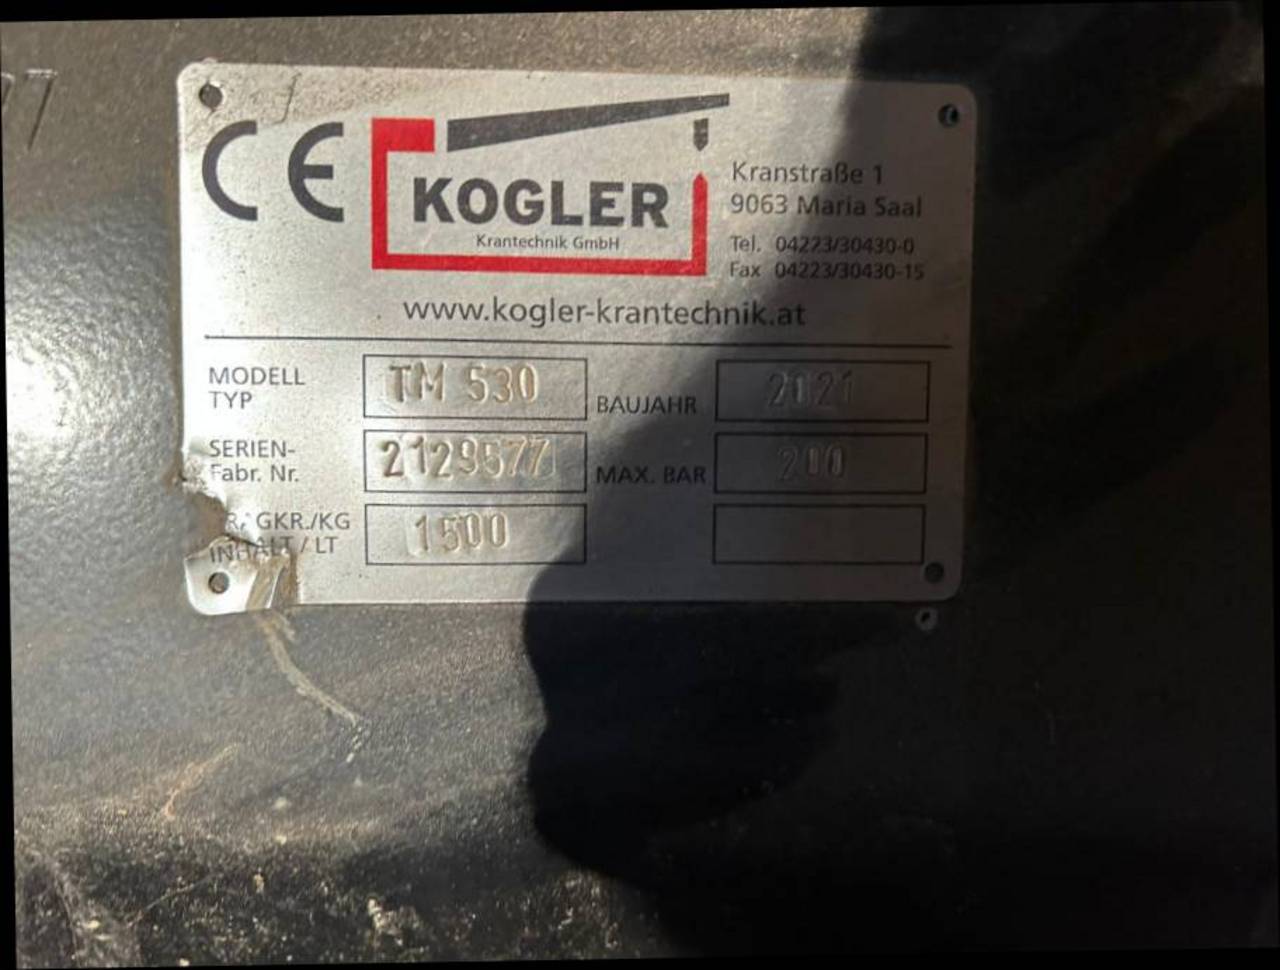 77
CE
KOGLER
Krantechnik GmbH
Kranstraße 1
9063 Maria Saal
Tel. 04223/30430-0
Fax 04223/30430-15
www.kogler-krantechnik.at
MODELL TYP TM 530 BAUJAHR 2021
SERIEN-
Fabr. Nr. 2129577 MAX. BAR 200
GKR./KG
INHALT / LT 1500